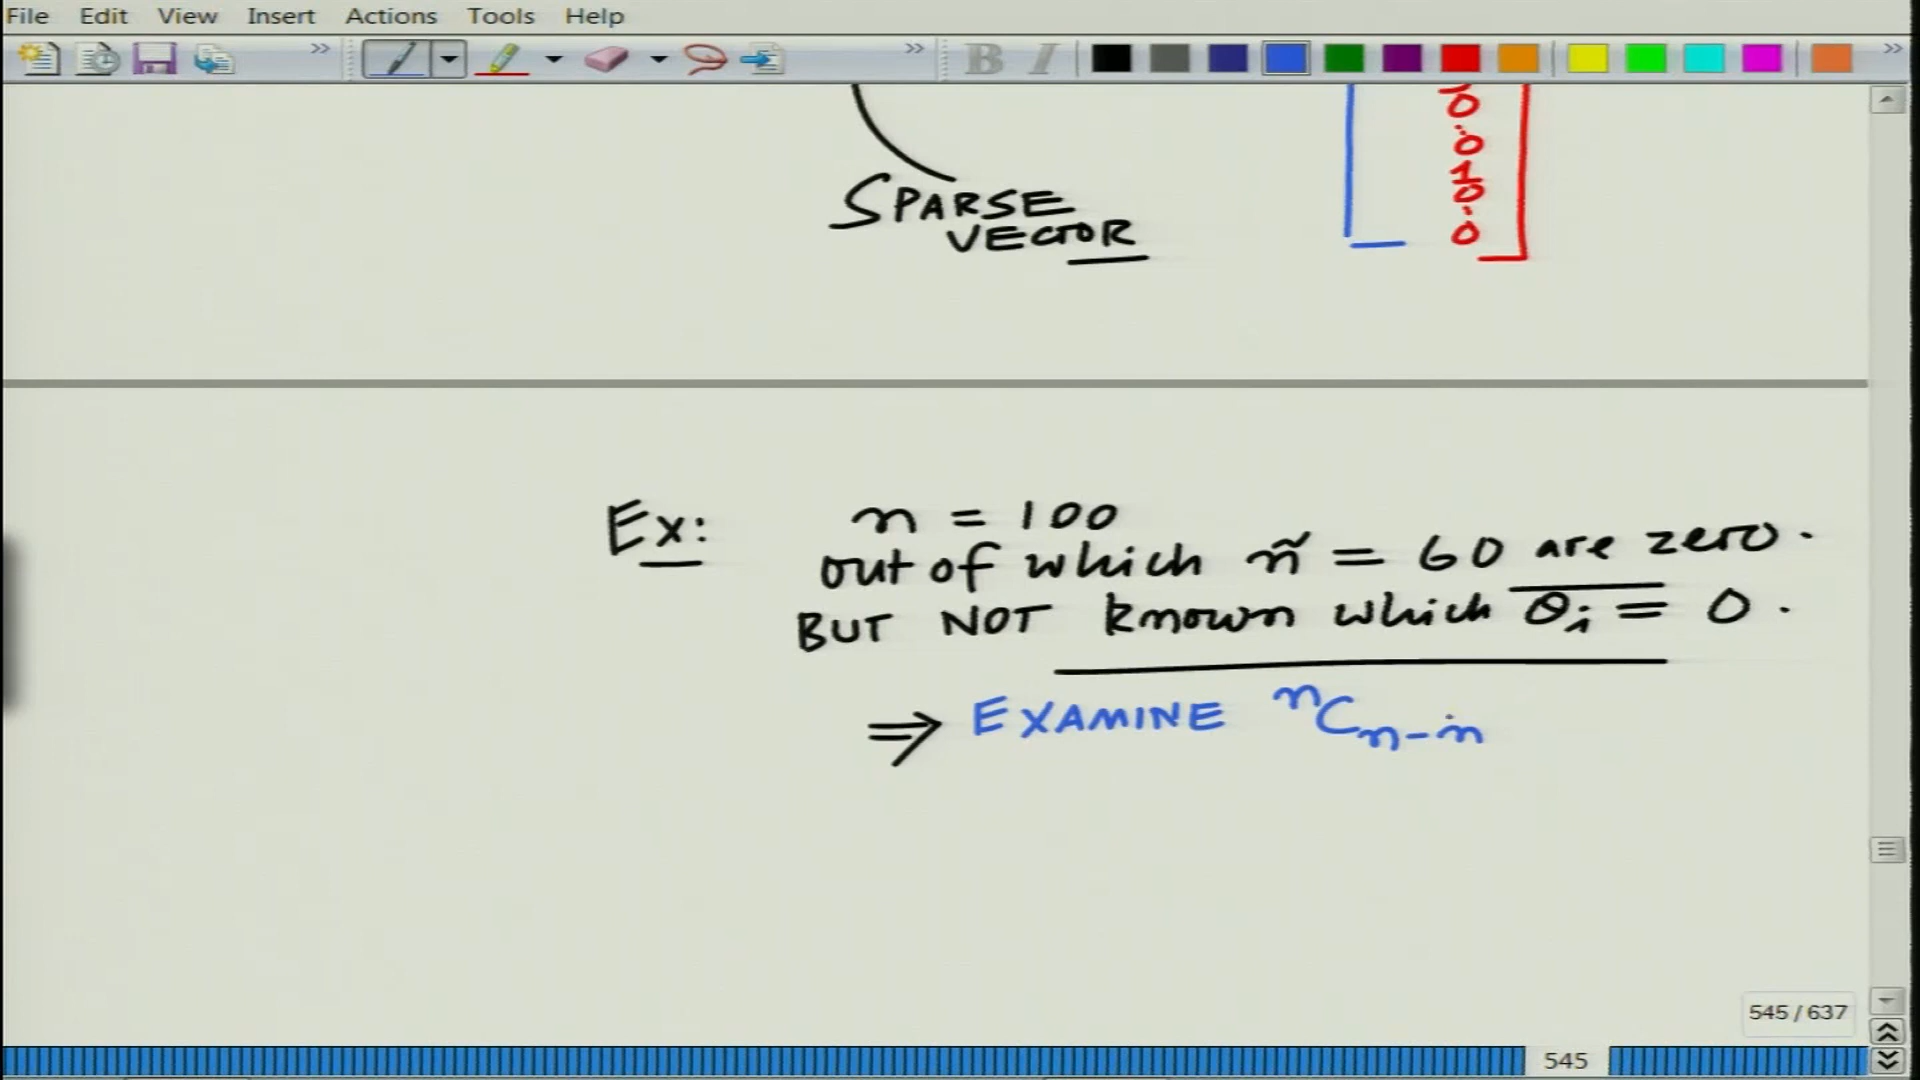 File Edit View Insert Actions Tools Help
B I
0
:
0
1
0
:
0
SPARSE
VECTOR
Ex: n = 100
out of which ñ = 60 are zero.
BUT NOT known which θi = 0.
⇒ EXAMINE ⁿCn-n
545 / 637
545